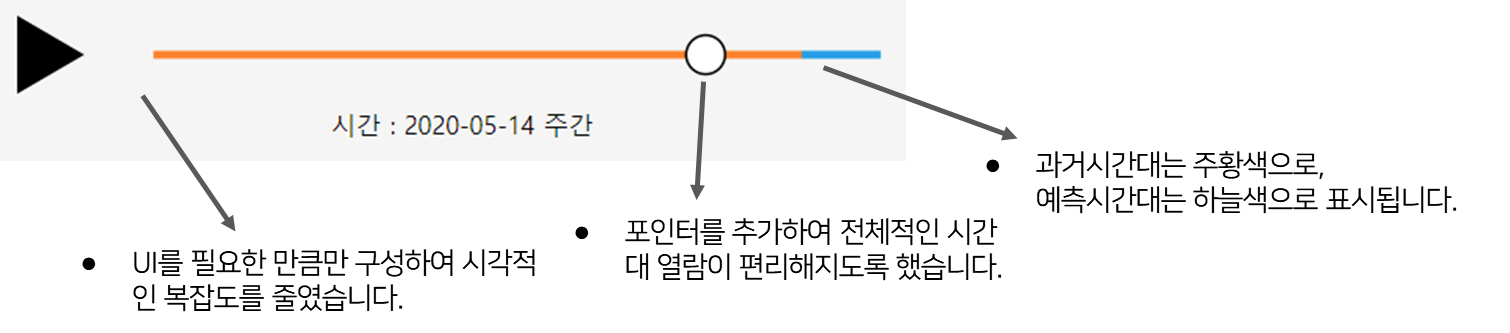 시간 : 2020-05-14 주간
● 과거시간대는 주황색으로,
예측시간대는 하늘색으로 표시됩니다.
● 포인터를 추가하여 전체적인 시간
대 열람이 편리해지도록 했습니다.
● UI를 필요한 만큼만 구성하여 시각적
인 복잡도를 줄였습니다.